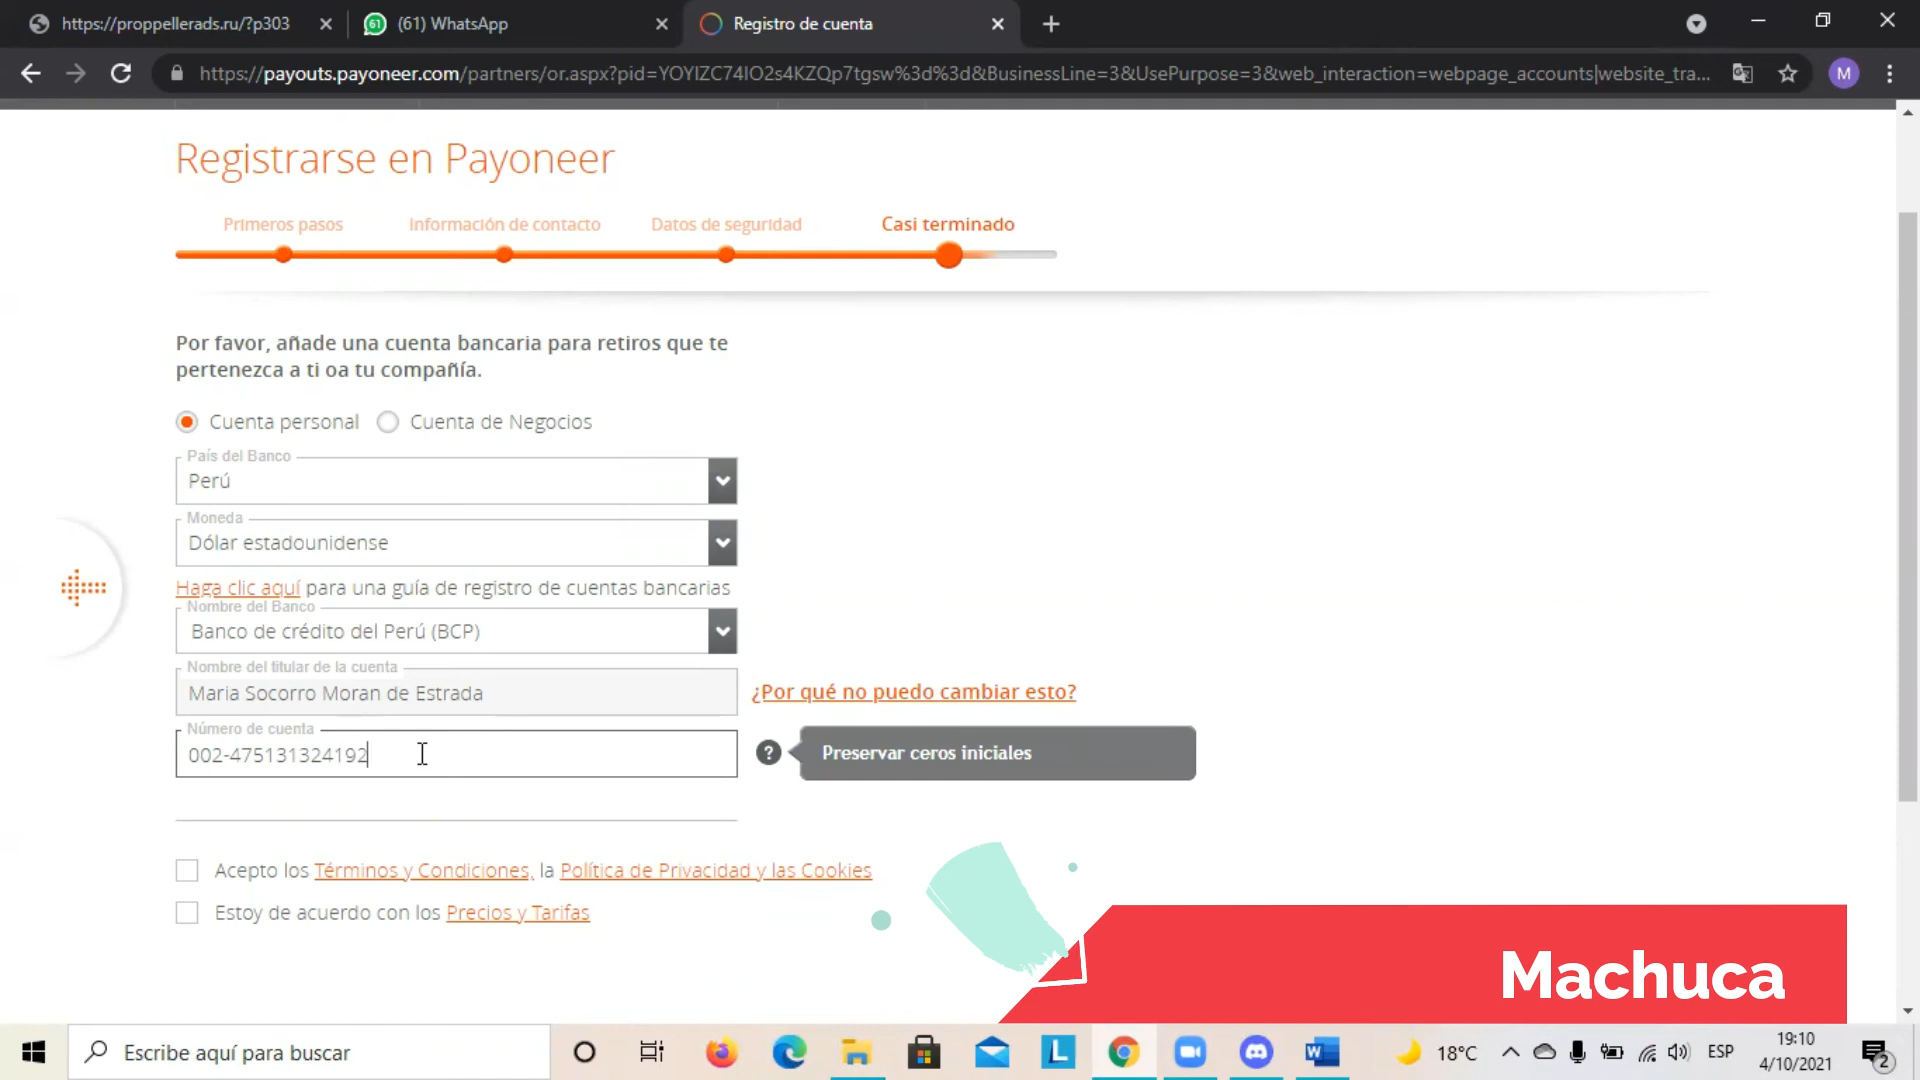 https://proppellerads.ru/?p303
61
(61) WhatsApp
Registro de cuenta
https://payouts.payoneer.com/partners/or.aspx?pid=YOYIZC74IO2s4KZQp7tgsw%3d%3d&BusinessLine=3&UsePurpose=3&web_interaction=webpage_accounts|website_tra...
M
Registrarse en Payoneer
Primeros pasos
Información de contacto
Datos de seguridad
Casi terminado
Por favor, añade una cuenta bancaria para retiros que te
pertenezca a ti oa tu compañía.
Cuenta personal
Cuenta de Negocios
País del Banco
Perú
Moneda
Dólar estadounidense
Haga clic aquí para una guía de registro de cuentas bancarias
Nombre del Banco
Banco de crédito del Perú (BCP)
Nombre del titular de la cuenta
Maria Socorro Moran de Estrada
¿Por qué no puedo cambiar esto?
Número de cuenta
002-475131324192
?
Preservar ceros iniciales
Acepto los Términos y Condiciones, la Política de Privacidad y las Cookies
Estoy de acuerdo con los Precios y Tarifas
Machuca
Escribe aquí para buscar
L
W
18°C
ESP
19:10
4/10/2021
2